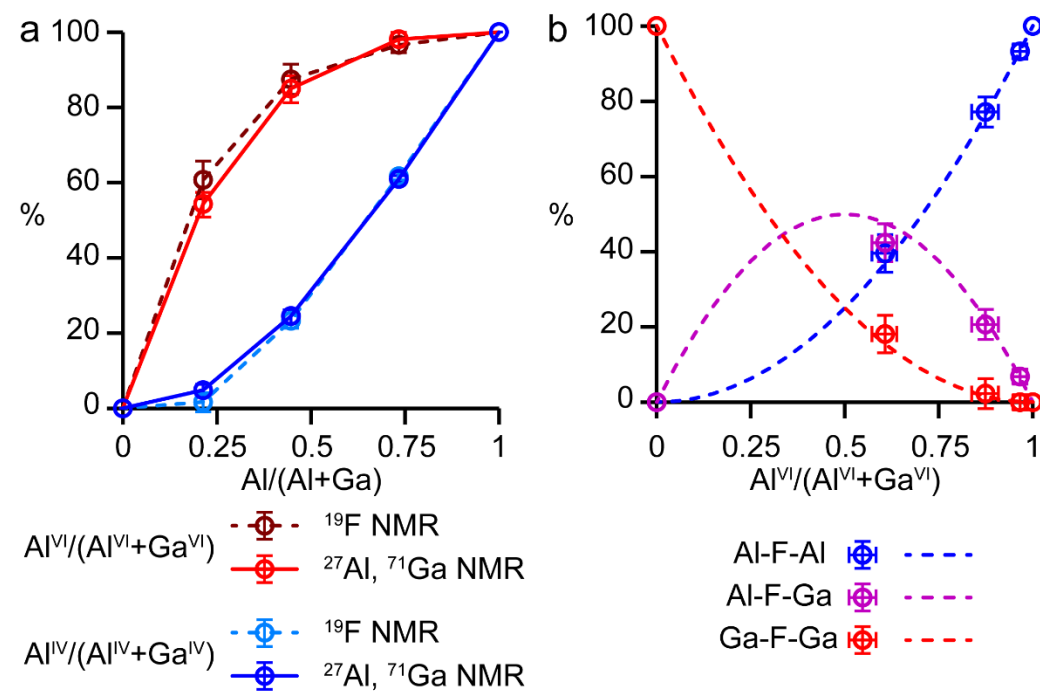 a
100
80
60
%
40
20
0
0 0.25 0.5 0.75 1
Al/(Al+Ga)
Al^VI/(Al^VI+Ga^VI)
¹⁹F NMR
²⁷Al, ⁷¹Ga NMR
Al^IV/(Al^IV+Ga^IV)
¹⁹F NMR
²⁷Al, ⁷¹Ga NMR
b
100
80
60
%
40
20
0
0 0.25 0.5 0.75 1
Al^VI/(Al^VI+Ga^VI)
Al-F-Al
Al-F-Ga
Ga-F-Ga